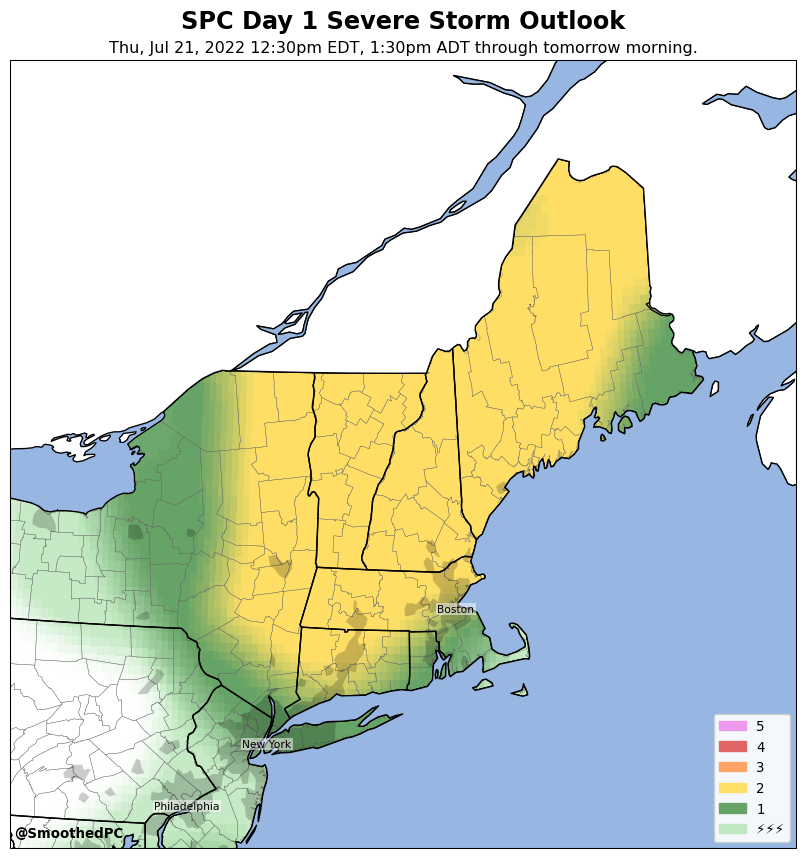 SPC Day 1 Severe Storm Outlook
Thu, Jul 21, 2022 12:30pm EDT, 1:30pm ADT through tomorrow morning.
Boston
New York
Philadelphia
@SmoothedPC
5
4
3
2
1
⚡⚡⚡